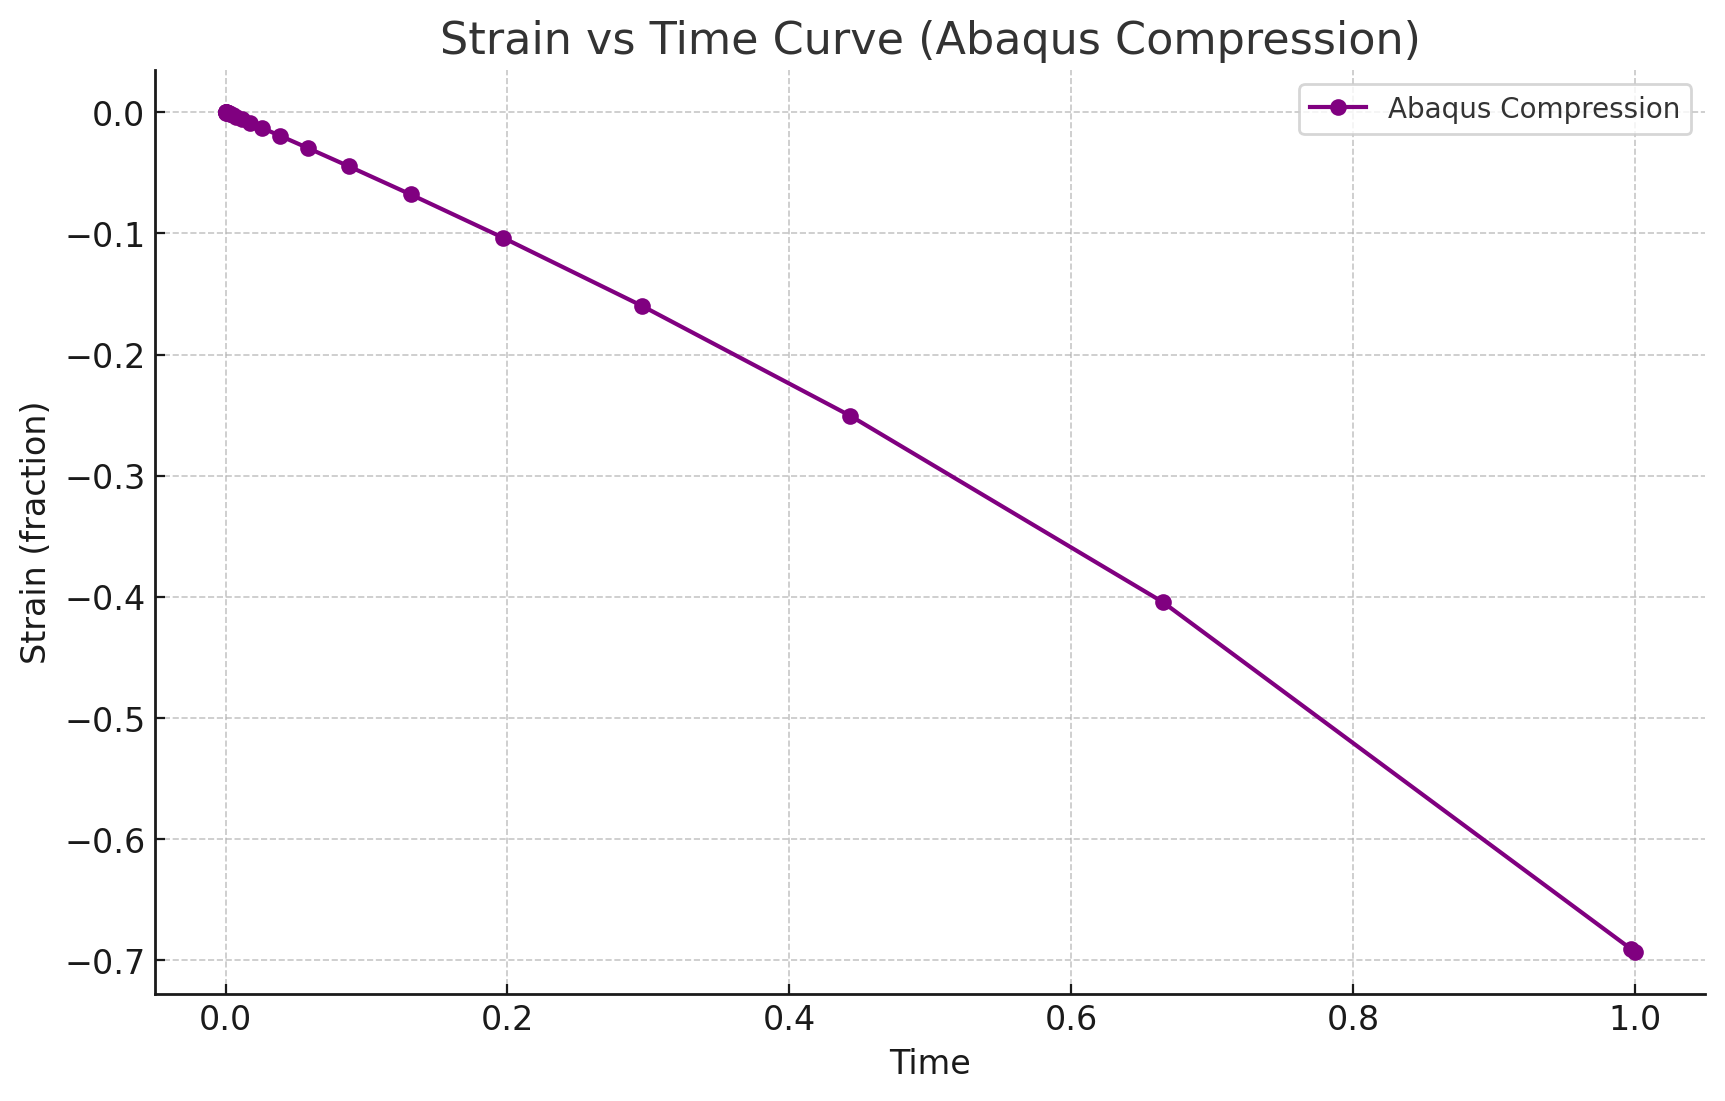 Strain vs Time Curve (Abaqus Compression)
Abaqus Compression
Strain (fraction)
0.0
−0.1
−0.2
−0.3
−0.4
−0.5
−0.6
−0.7
0.0 0.2 0.4 0.6 0.8 1.0
Time